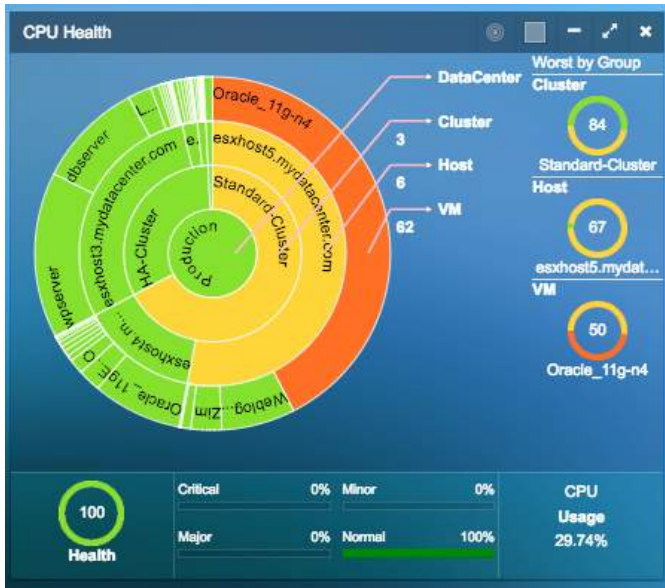 CPU Health
DataCenter
Cluster
3
Host
6
VM
62
Oracle_11g-n4
esxhost5.mydatacenter.com
Standard-Cluster
Production
HA-Cluster
esxhost3.mydatacenter.com
e.
L...
dbserver
wpserver
esxhost4.m...
O
Oracle_11gE...
Zim...
Weblog...
Worst by Group
Cluster
84
Standard-Cluster
Host
67
esxhost5.mydat...
VM
50
Oracle_11g-n4
100
Health
Critical 0%
Minor 0%
Major 0%
Normal 100%
CPU
Usage
29.74%